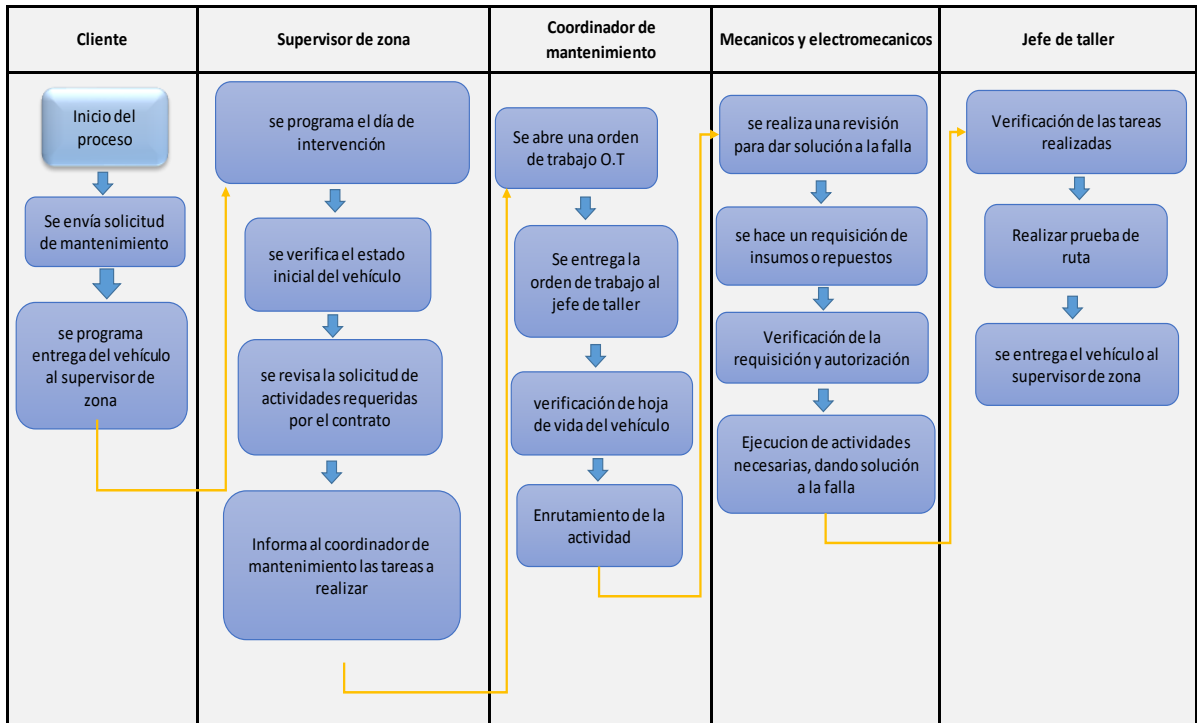 Cliente
Inicio del
proceso
Se envía solicitud
de mantenimiento
se programa
entrega del vehículo
al supervisor de
zona
Supervisor de zona
se programa el día de
intervención
se verifica el estado
inicial del vehículo
se revisa la solicitud de
actividades requeridas
por el contrato
Informa al coordinador de
mantenimiento las tareas a
realizar
Coordinador de
mantenimiento
Se abre una orden
de trabajo O.T
Se entrega la
orden de trabajo al
jefe de taller
verificación de hoja
de vida del vehículo
Enrutamiento de la
actividad
Mecanicos y electromecanicos
se realiza una revisión
para dar solución a la falla
se hace un requisición de
insumos o repuestos
Verificación de la
requisición y autorización
Ejecucion de actividades
necesarias, dando solución
a la falla
Jefe de taller
Verificación de las tareas
realizadas
Realizar prueba de
ruta
se entrega el vehículo al
supervisor de zona